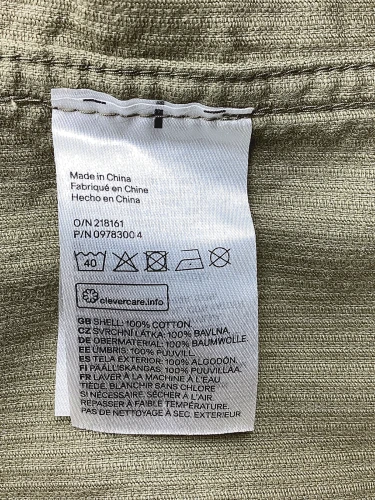 Made in China
Fabriqué en Chine
Hecho en China
O/N 218161
P/N 0978300 4
40
clevercare.info
GB SHELL: 100% COTTON.
CZ SVRCHNÍ LÁTKA: 100% BAVLNA.
DE OBERMATERIAL: 100% BAUMWOLLE.
EE ÜMBRIS: 100% PUUVILL.
ES TELA EXTERIOR: 100% ALGODÓN.
FI PÄÄLLISKANGAS: 100% PUUVILLAA.
FR LAVER À LA MACHINE À L'EAU
TIÈDE, BLANCHIR SANS CHLORE
SI NÉCESSAIRE, SÉCHER À PLAT,
REPASSER À FAIBLE TEMPÉRATURE,
PAS DE NETTOYAGE À SEC. EXTÉRIEUR